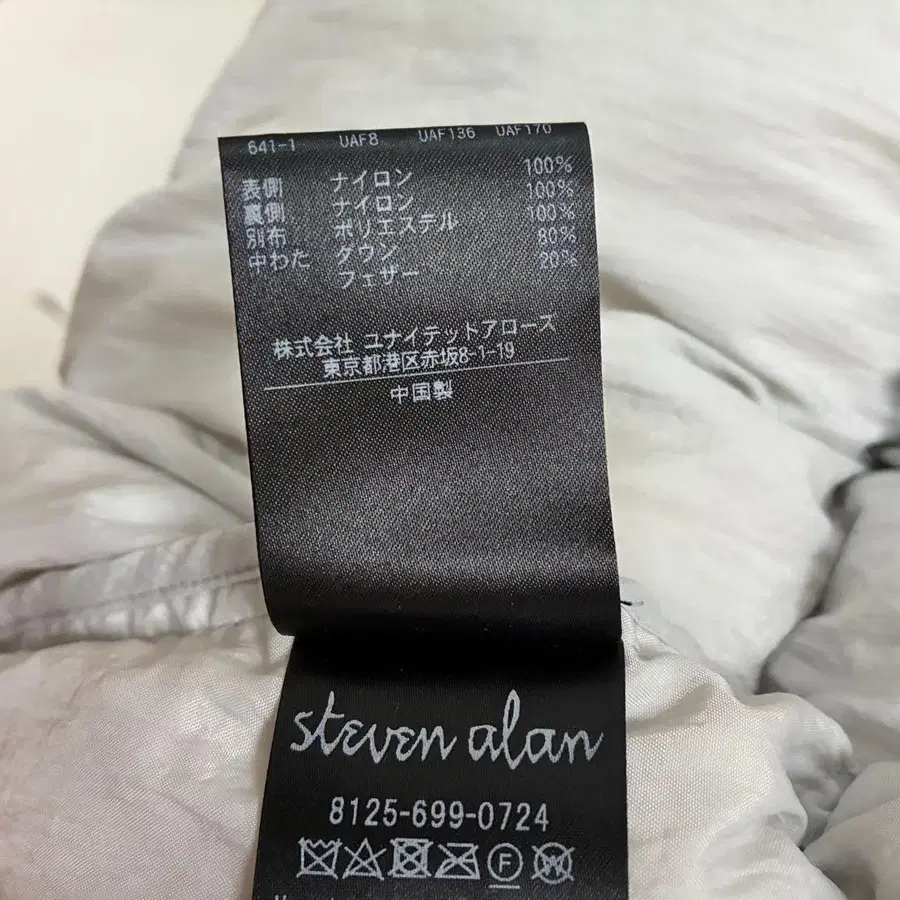 641-1 UAF8 UAF136 UAF170
表側 ナイロン 100%
裏側 ナイロン 100%
別布 ポリエステル 100%
中わた ダウン 80%
フェザー 20%
株式会社 ユナイテットアローズ
東京都港区赤坂8-1-19
中国製
steven alan
8125-699-0724
F W